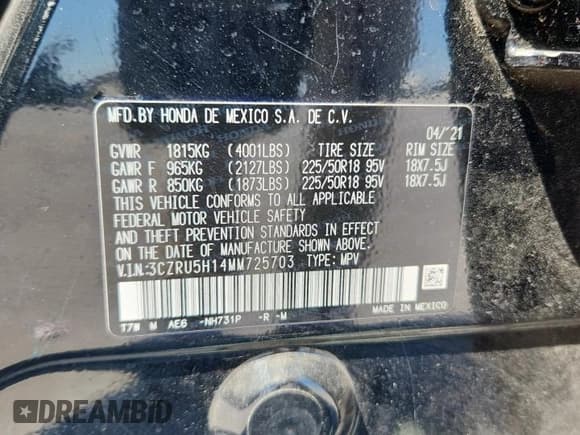 MFD.BY HONDA DE MEXICO S.A. DE C.V.
04/'21
GVWR 1815KG (4001LBS) TIRE SIZE RIM SIZE
GAWR F 965KG (2127LBS) 225/50R18 95V 18X7.5J
GAWR R 850KG (1873LBS) 225/50R18 95V 18X7.5J
THIS VEHICLE CONFORMS TO ALL APPLICABLE
FEDERAL MOTOR VEHICLE SAFETY
AND THEFT PREVENTION STANDARDS IN EFFECT
ON THE DATE OF MANUFACTURE SHOWN ABOVE.
V.I.N:3CZRU5H14MM725703 TYPE: MPV
T7W M AE6 -NH731P -R -M
MADE IN MEXICO
DREAMBID